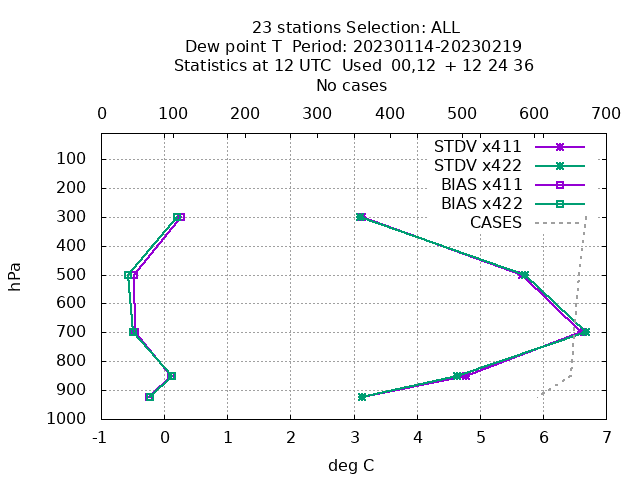 23 stations Selection: ALL
Dew point T  Period: 20230114-20230219
Statistics at 12 UTC  Used  00,12  + 12 24 36
No cases
0 100 200 300 400 500 600 700
STDV x411
STDV x422
BIAS x411
BIAS x422
CASES
hPa
100
200
300
400
500
600
700
800
900
1000
-1 0 1 2 3 4 5 6 7
deg C